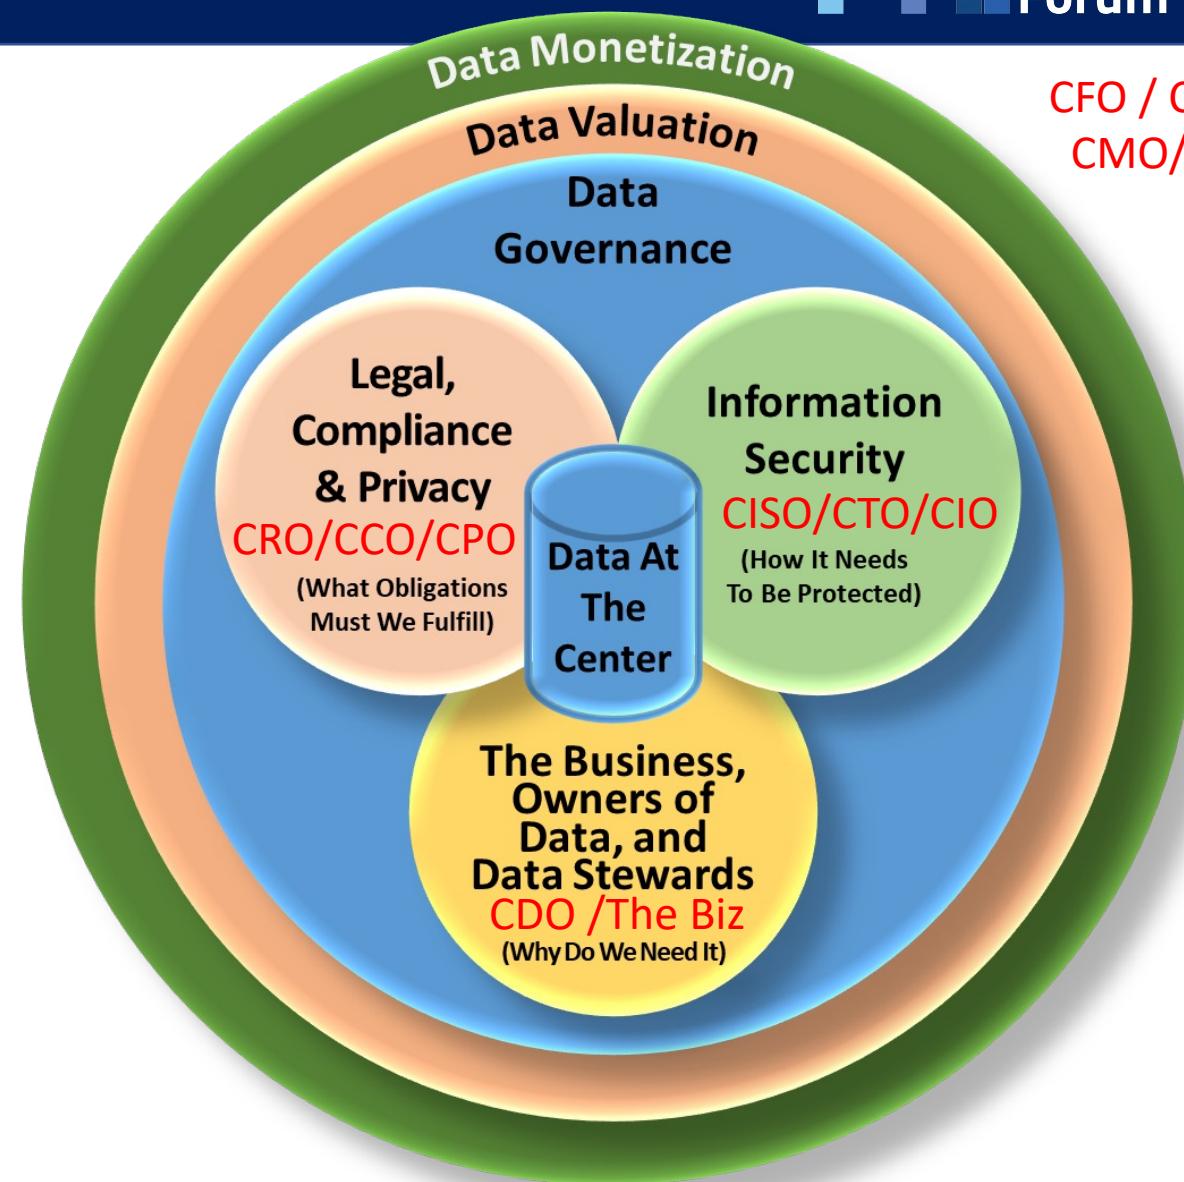 Forum
Data Monetization
CFO /
CMO/
Data Valuation
Data
Governance
Legal,
Compliance
& Privacy
CRO/CCO/CPO
(What Obligations
Must We Fulfill)
Information
Security
CISO/CTO/CIO
(How It Needs
To Be Protected)
Data At
The
Center
The Business,
Owners of
Data, and
Data Stewards
CDO /The Biz
(Why Do We Need It)